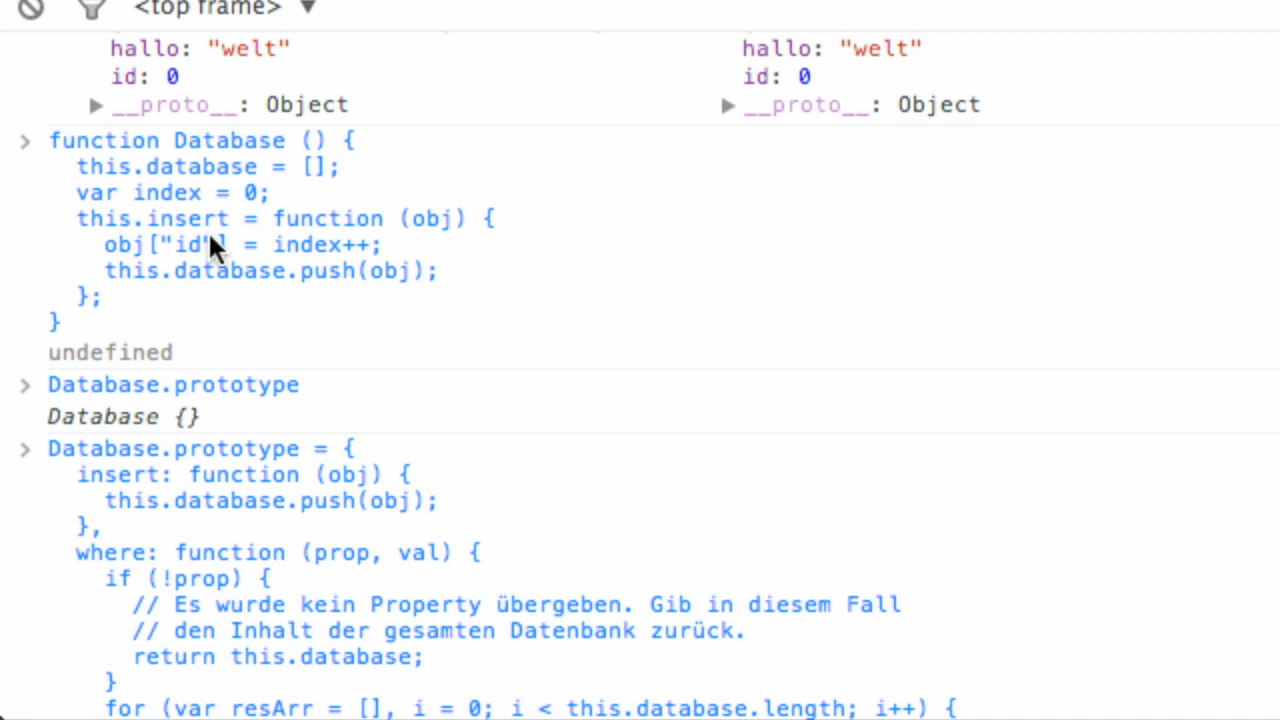 <top frame> ▼
hallo: "welt" hallo: "welt"
id: 0 id: 0
▶ __proto__: Object ▶ __proto__: Object
> function Database () {
this.database = [];
var index = 0;
this.insert = function (obj) {
obj["id"] = index++;
this.database.push(obj);
};
}
undefined
> Database.prototype
Database {}
> Database.prototype = {
insert: function (obj) {
this.database.push(obj);
},
where: function (prop, val) {
if (!prop) {
// Es wurde kein Property übergeben. Gib in diesem Fall
// den Inhalt der gesamten Datenbank zurück.
return this.database;
}
for (var resArr = [], i = 0; i < this.database.length; i++) {